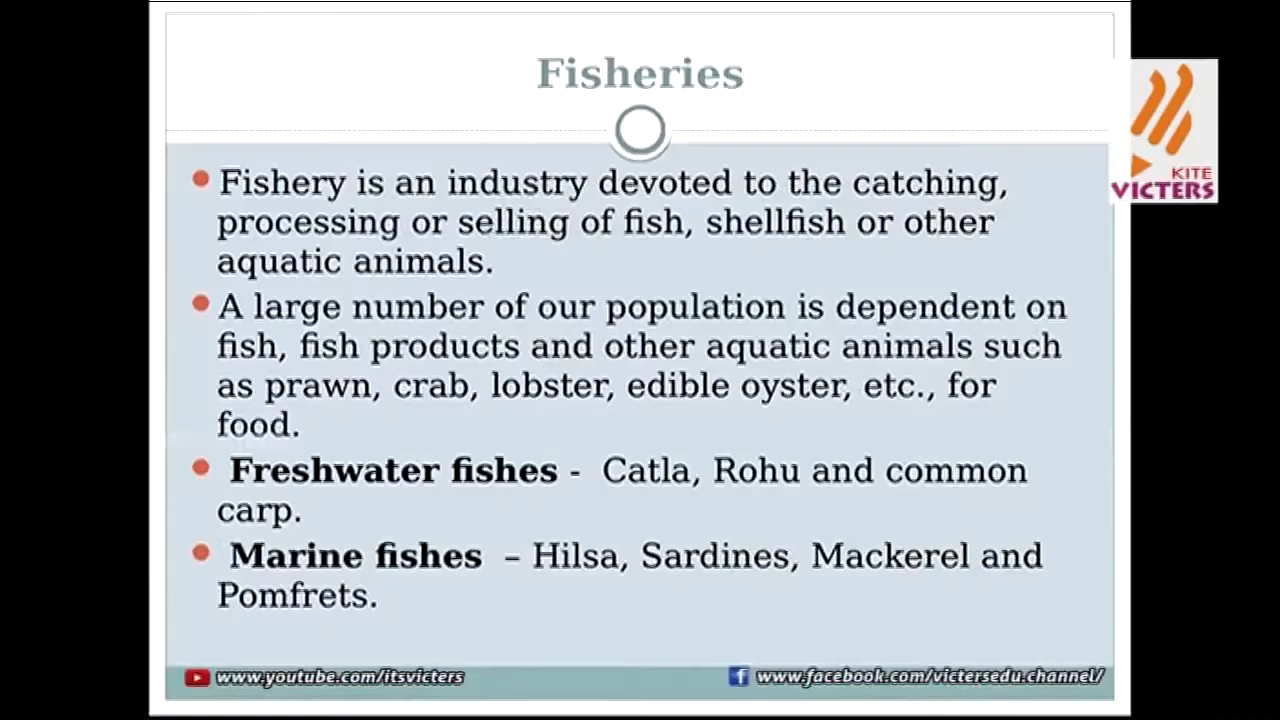 Fisheries
KITE
VICTERS
Fishery is an industry devoted to the catching,
processing or selling of fish, shellfish or other
aquatic animals.
A large number of our population is dependent on
fish, fish products and other aquatic animals such
as prawn, crab, lobster, edible oyster, etc., for
food.
Freshwater fishes - Catla, Rohu and common
carp.
Marine fishes – Hilsa, Sardines, Mackerel and
Pomfrets.
www.youtube.com/itsvicters
www.facebook.com/victersedu.channel/